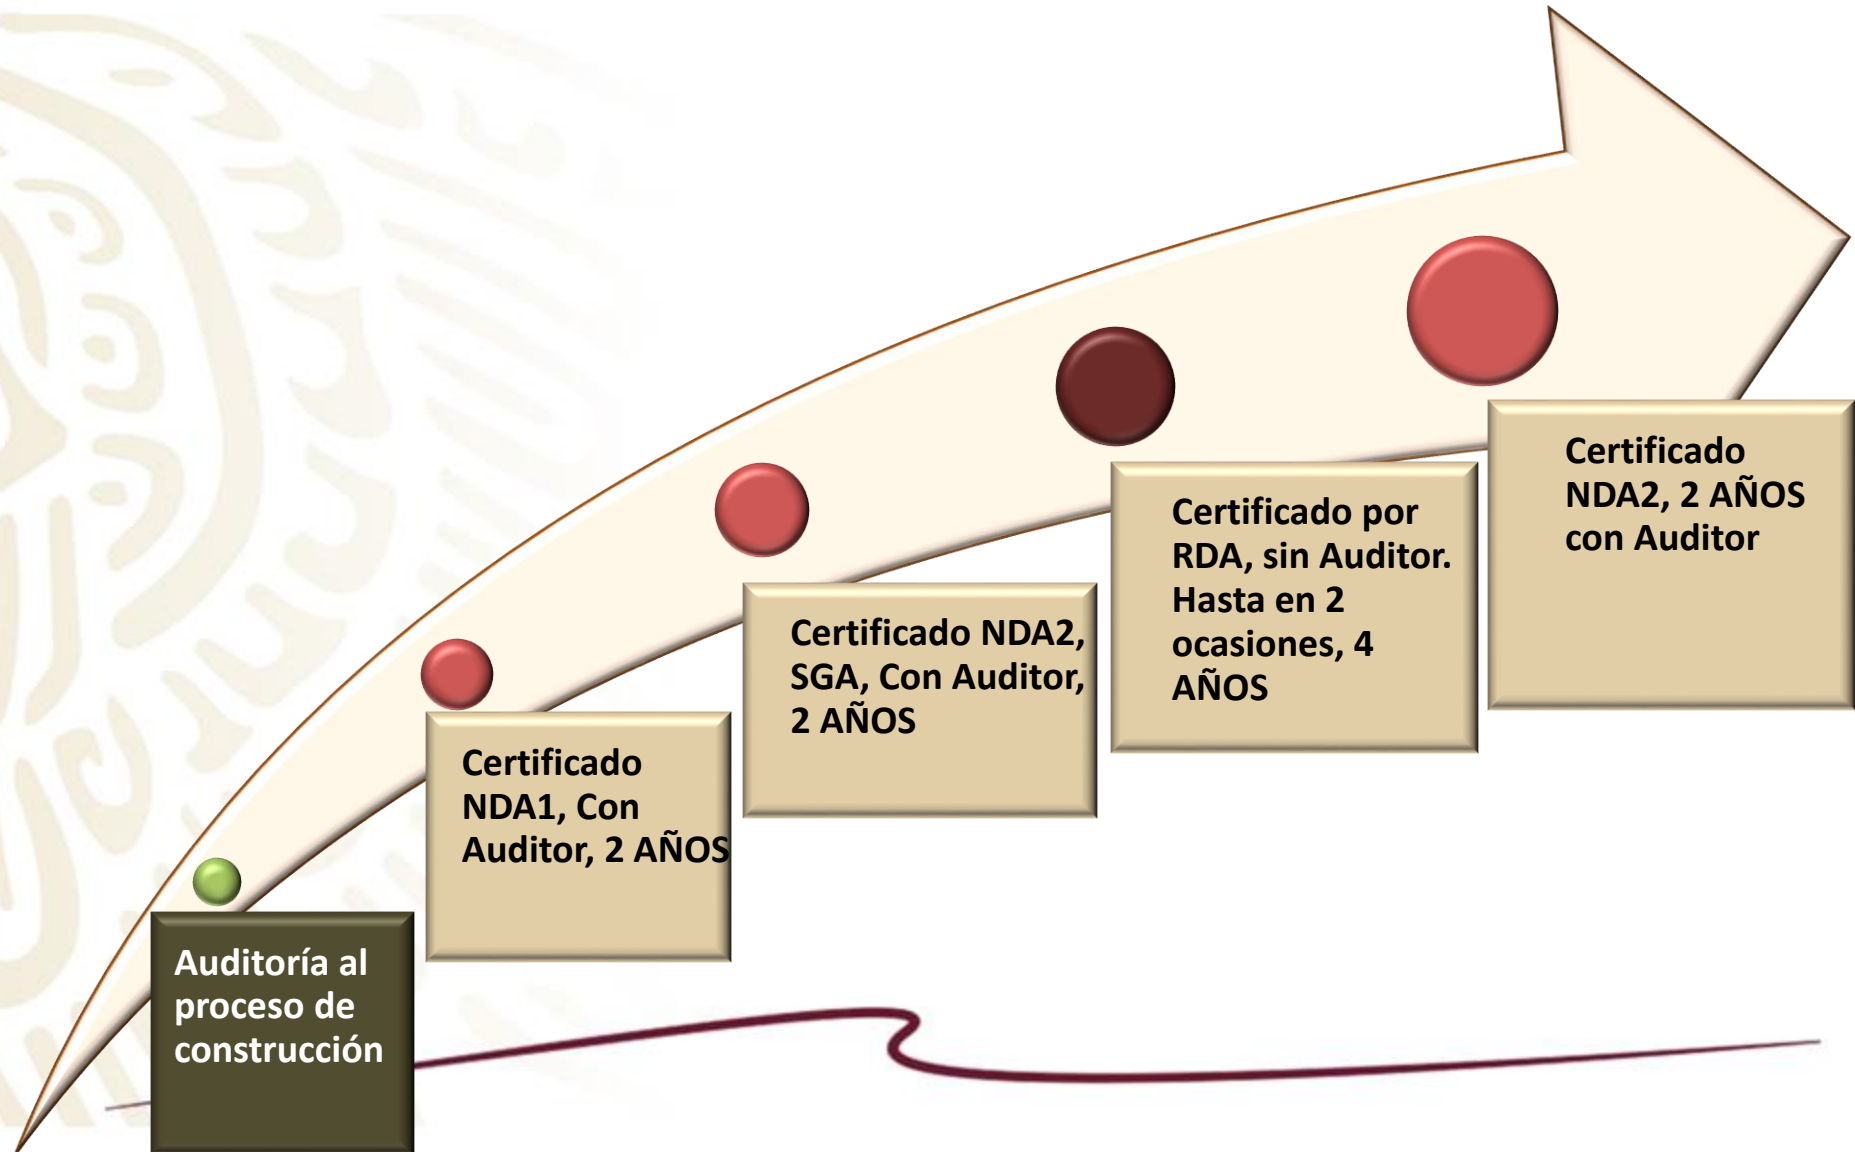 Auditoría al
proceso de
construcción
Certificado
NDA1, Con
Auditor, 2 AÑOS
Certificado NDA2,
SGA, Con Auditor,
2 AÑOS
Certificado por
RDA, sin Auditor.
Hasta en 2
ocasiones, 4
AÑOS
Certificado
NDA2, 2 AÑOS
con Auditor